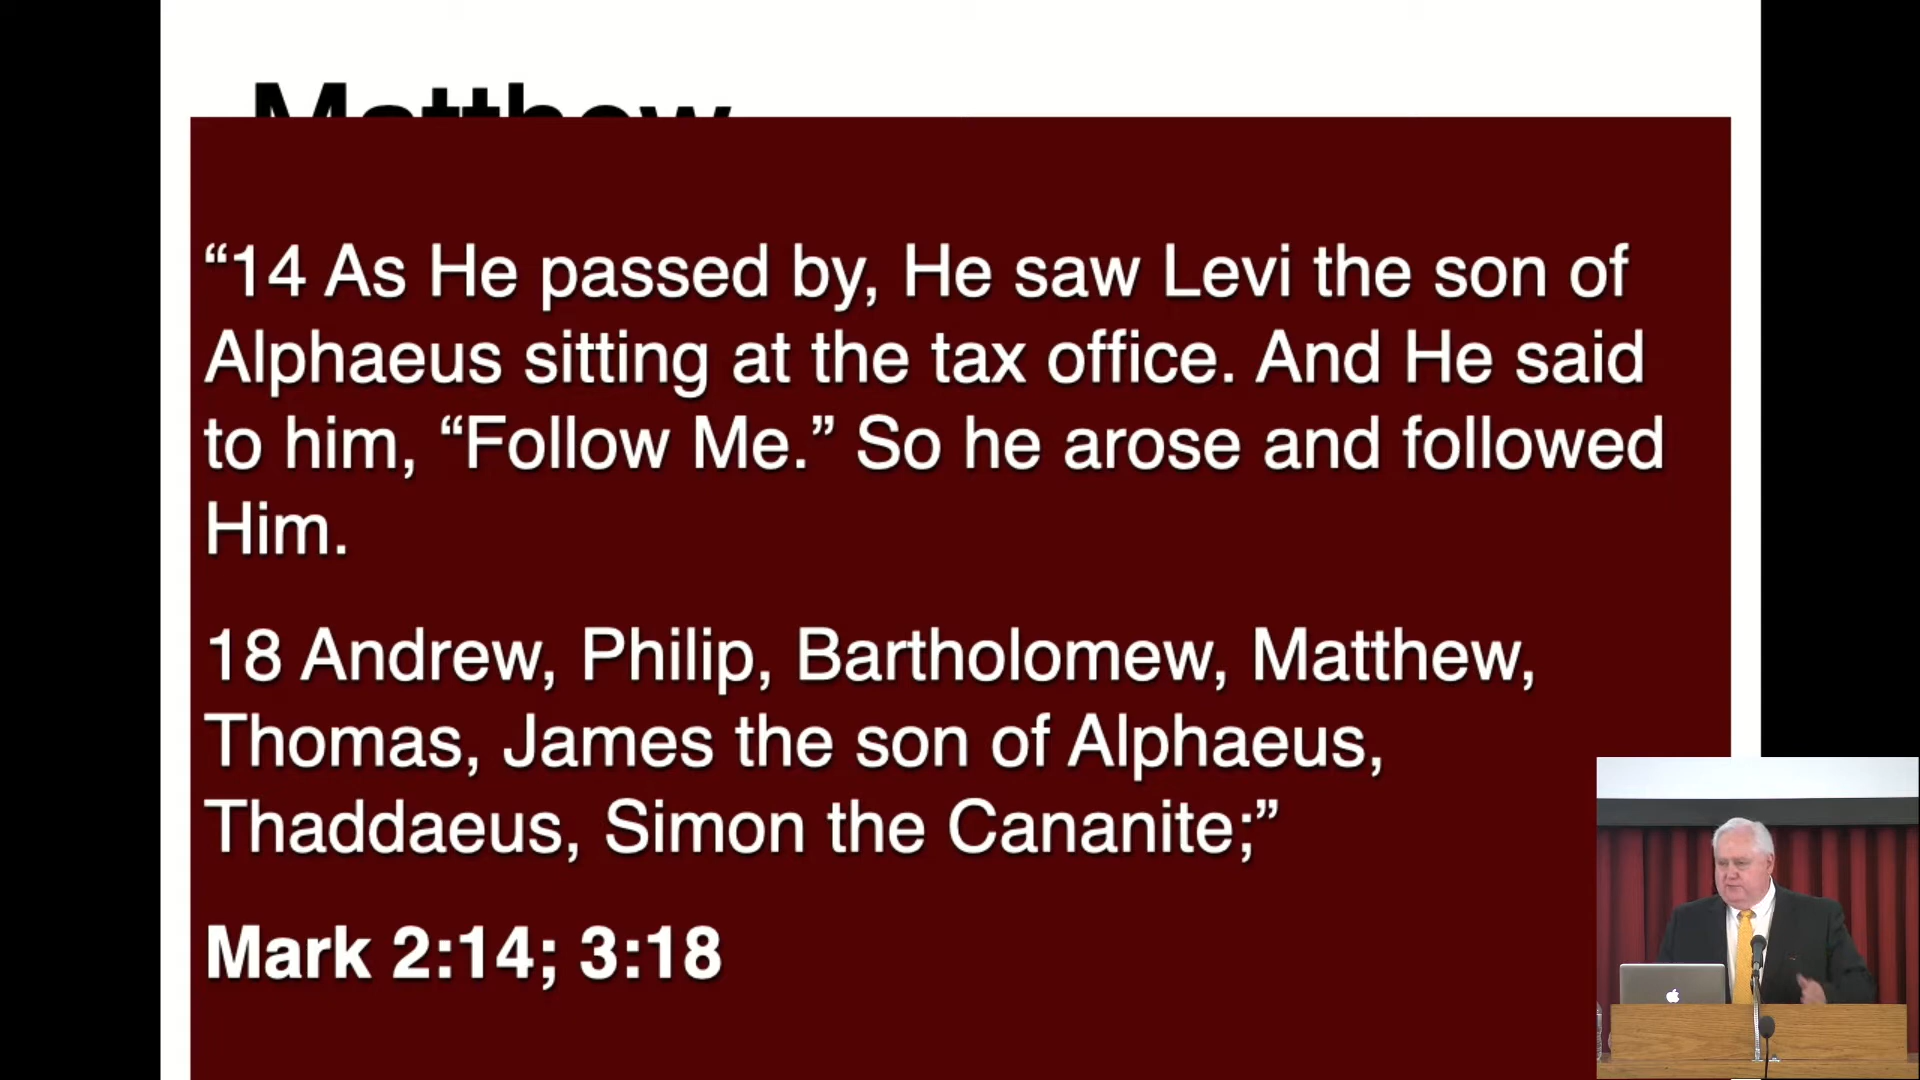 Matthew
“14 As He passed by, He saw Levi the son of
Alphaeus sitting at the tax office. And He said
to him, “Follow Me.” So he arose and followed
Him.
18 Andrew, Philip, Bartholomew, Matthew,
Thomas, James the son of Alphaeus,
Thaddaeus, Simon the Cananite;”
Mark 2:14; 3:18